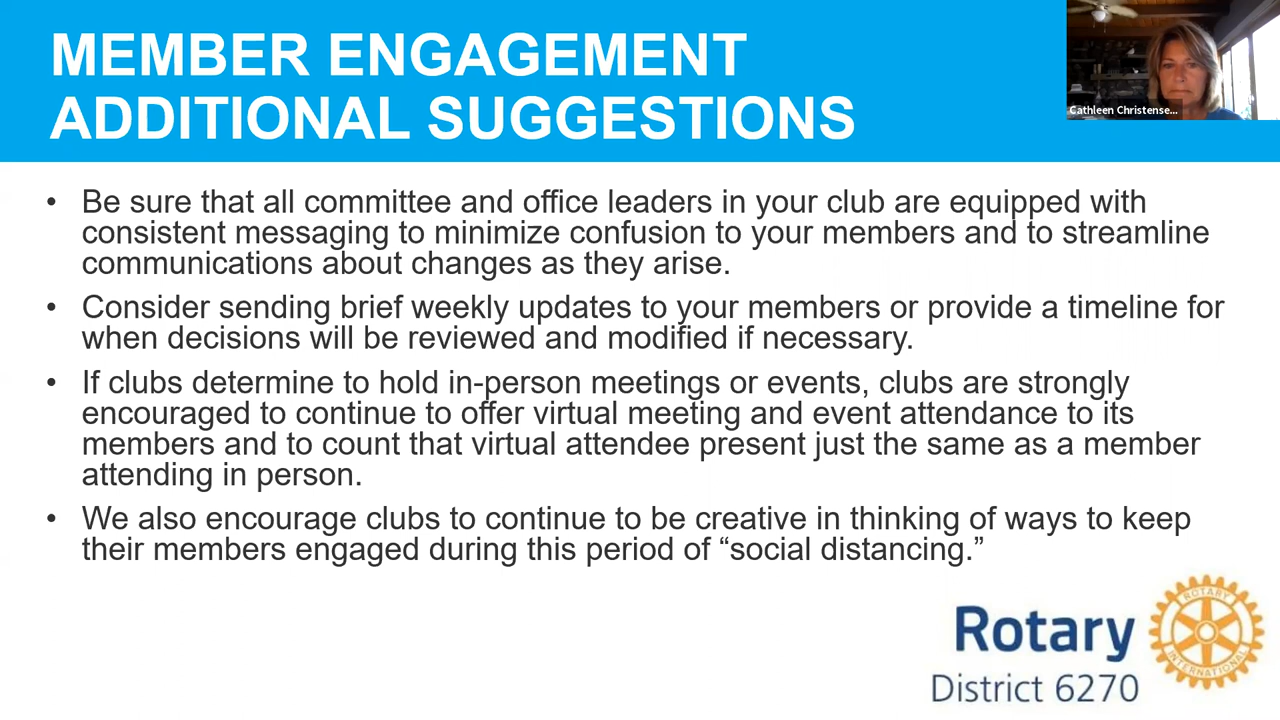 MEMBER ENGAGEMENT
ADDITIONAL SUGGESTIONS
Cathleen Christense...
• Be sure that all committee and office leaders in your club are equipped with
consistent messaging to minimize confusion to your members and to streamline
communications about changes as they arise.
• Consider sending brief weekly updates to your members or provide a timeline for
when decisions will be reviewed and modified if necessary.
• If clubs determine to hold in-person meetings or events, clubs are strongly
encouraged to continue to offer virtual meeting and event attendance to its
members and to count that virtual attendee present just the same as a member
attending in person.
• We also encourage clubs to continue to be creative in thinking of ways to keep
their members engaged during this period of “social distancing.”
Rotary
District 6270
ROTARY
INTERNATIONAL